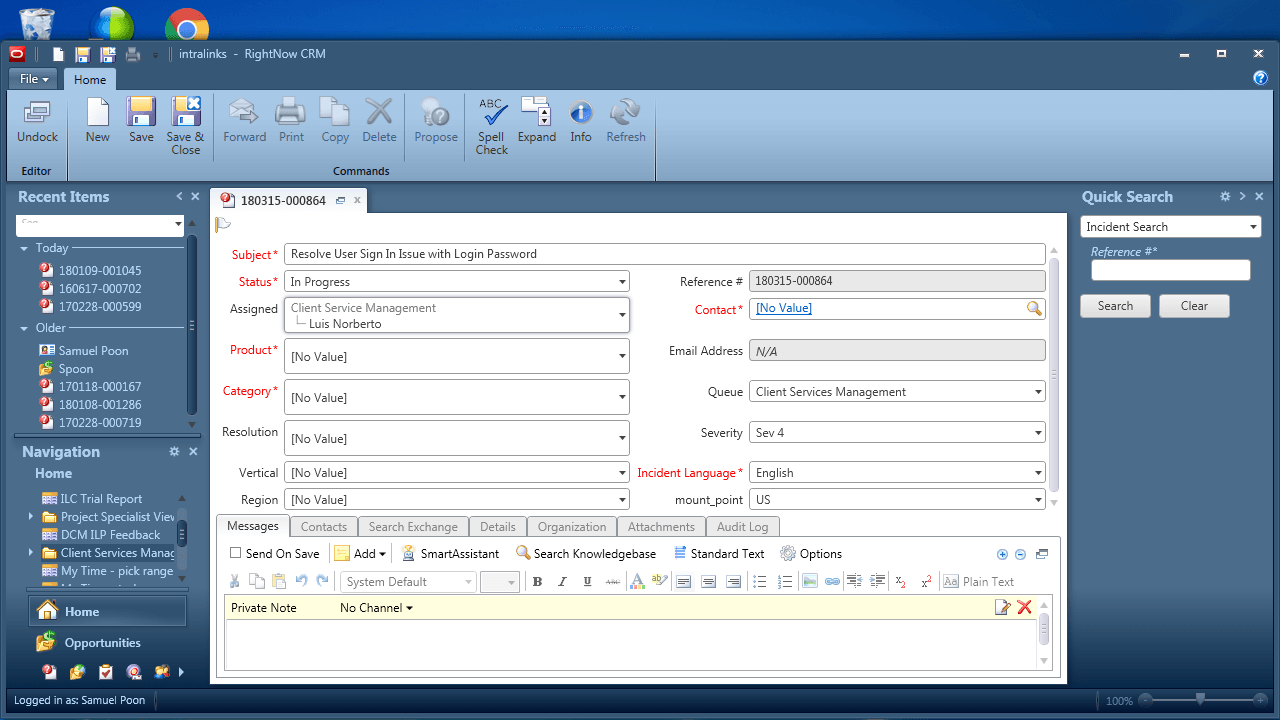 intralinks - RightNow CRM
File
Home
Undock
New
Save
Save & Close
Forward
Print
Copy
Delete
Propose
ABC
Spell Check
Expand
Info
Refresh
Editor
Commands
Recent Items
Today
180109-001045
160617-000702
170228-000599
Older
Samuel Poon
Spoon
170118-000167
180108-001286
170228-000719
Navigation
Home
ILC Trial Report
Project Specialist View
DCM ILP Feedback
Client Services Manag
My Time - pick range
Home
Opportunities
180315-000864
Subject *
Resolve User Sign In Issue with Login Password
Status *
In Progress
Reference #
180315-000864
Assigned
Client Service Management
Luis Norberto
Contact *
[No Value]
Product *
[No Value]
Email Address
N/A
Category *
[No Value]
Queue
Client Services Management
Resolution
[No Value]
Severity
Sev 4
Vertical
[No Value]
Incident Language *
English
Region
[No Value]
mount_point
US
Messages
Contacts
Search Exchange
Details
Organization
Attachments
Audit Log
Send On Save
Add
SmartAssistant
Search Knowledgebase
Standard Text
Options
System Default
B I U ABC
Plain Text
Private Note
No Channel
Quick Search
Incident Search
Reference #*
Search
Clear
Logged in as: Samuel Poon
100%